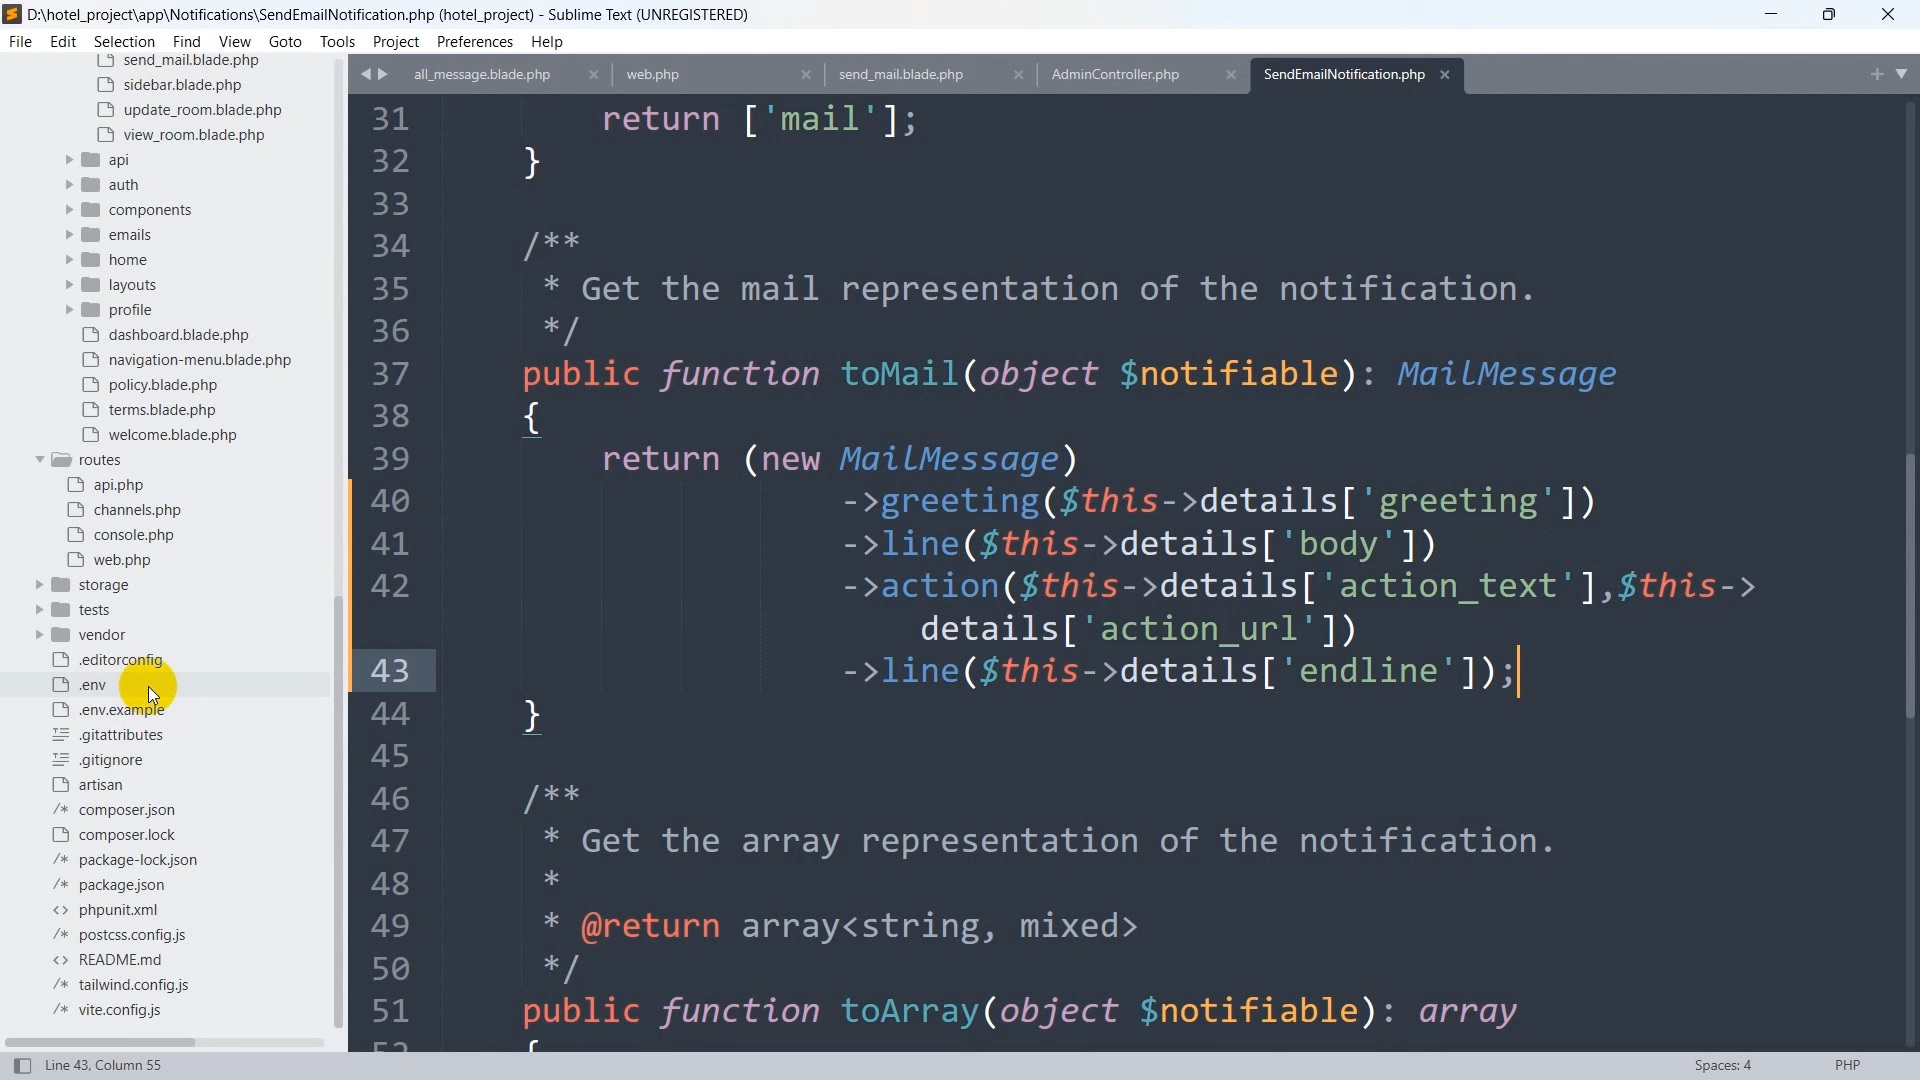 D:\hotel_project\app\Notifications\SendEmailNotification.php (hotel_project) - Sublime Text (UNREGISTERED)
File Edit Selection Find View Goto Tools Project Preferences Help
send_mail.blade.php
sidebar.blade.php
update_room.blade.php
view_room.blade.php
api
auth
components
emails
home
layouts
profile
dashboard.blade.php
navigation-menu.blade.php
policy.blade.php
terms.blade.php
welcome.blade.php
routes
api.php
channels.php
console.php
web.php
storage
tests
vendor
.editorconfig
.env
.env.example
.gitattributes
.gitignore
artisan
composer.json
composer.lock
package-lock.json
package.json
phpunit.xml
postcss.config.js
README.md
tailwind.config.js
vite.config.js
all_message.blade.php web.php send_mail.blade.php AdminController.php SendEmailNotification.php
31 return ['mail'];
32 }
33
34 /**
35 * Get the mail representation of the notification.
36 */
37 public function toMail(object $notifiable): MailMessage
38 {
39 return (new MailMessage)
40 ->greeting($this->details['greeting'])
41 ->line($this->details['body'])
42 ->action($this->details['action_text'],$this->
details['action_url'])
43 ->line($this->details['endline']);
44 }
45
46 /**
47 * Get the array representation of the notification.
48 *
49 * @return array<string, mixed>
50 */
51 public function toArray(object $notifiable): array
52 {
Line 43, Column 55 Spaces: 4 PHP